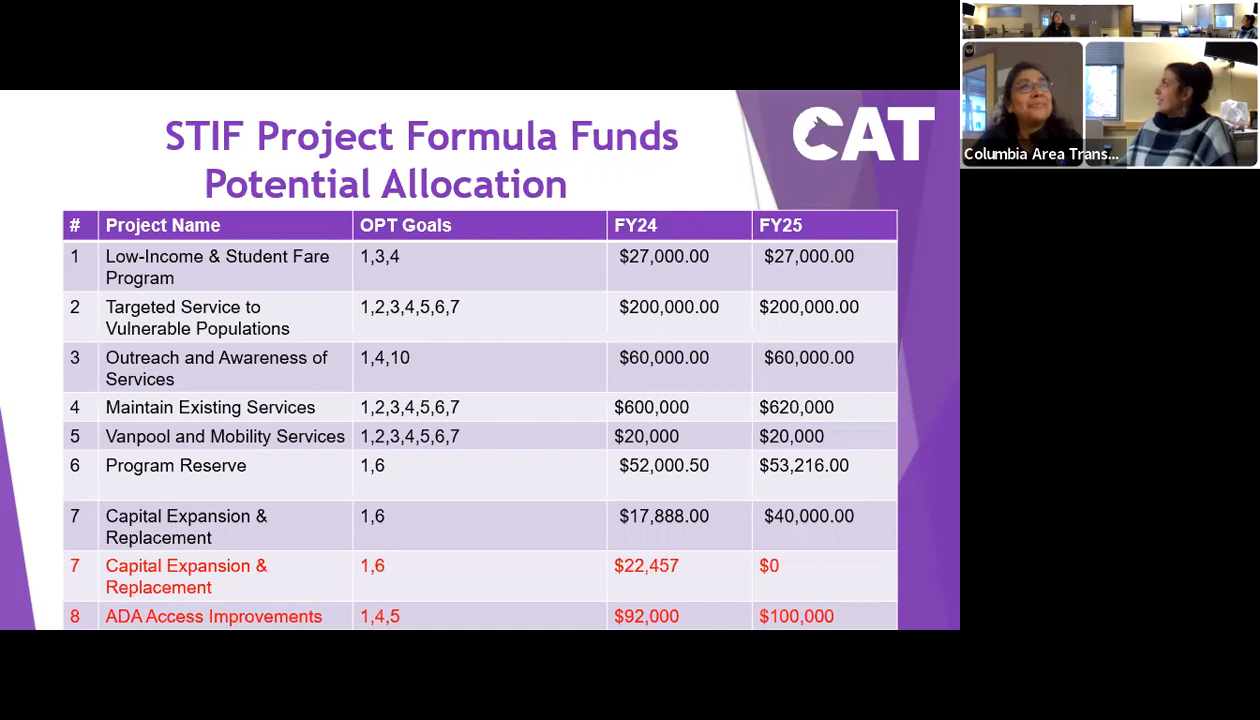 STIF Project Formula Funds
Potential Allocation
CAT
# Project Name OPT Goals FY24 FY25
1 Low-Income & Student Fare 1,3,4 $27,000.00 $27,000.00
Program
2 Targeted Service to 1,2,3,4,5,6,7 $200,000.00 $200,000.00
Vulnerable Populations
3 Outreach and Awareness of 1,4,10 $60,000.00 $60,000.00
Services
4 Maintain Existing Services 1,2,3,4,5,6,7 $600,000 $620,000
5 Vanpool and Mobility Services 1,2,3,4,5,6,7 $20,000 $20,000
6 Program Reserve 1,6 $52,000.50 $53,216.00
7 Capital Expansion & 1,6 $17,888.00 $40,000.00
Replacement
7 Capital Expansion & 1,6 $22,457 $0
Replacement
8 ADA Access Improvements 1,4,5 $92,000 $100,000
Columbia Area Trans...